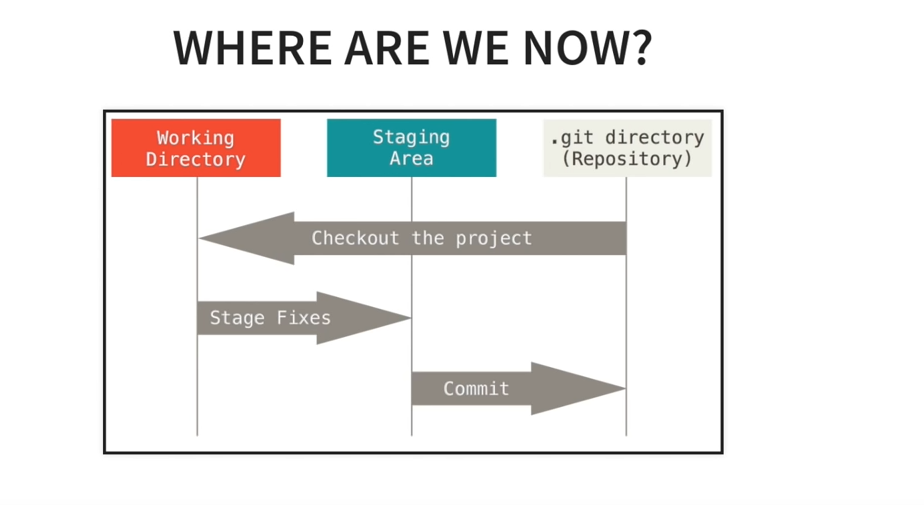 WHERE ARE WE NOW?
Working
Directory
Staging
Area
.git directory
(Repository)
Checkout the project
Stage Fixes
Commit